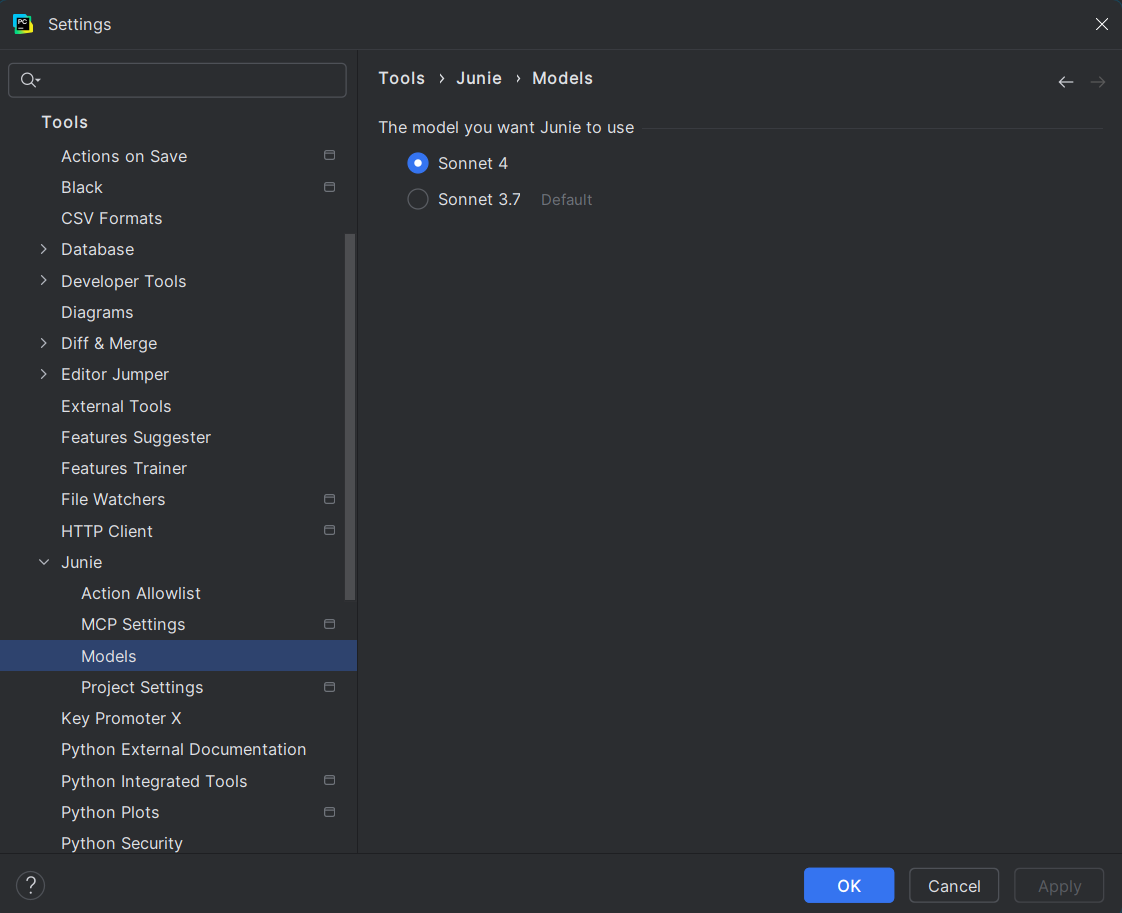 PC
Settings
Tools
Actions on Save
Black
CSV Formats
Database
Developer Tools
Diagrams
Diff & Merge
Editor Jumper
External Tools
Features Suggester
Features Trainer
File Watchers
HTTP Client
Junie
Action Allowlist
MCP Settings
Models
Project Settings
Key Promoter X
Python External Documentation
Python Integrated Tools
Python Plots
Python Security
Tools › Junie › Models
The model you want Junie to use
Sonnet 4
Sonnet 3.7 Default
? OK Cancel Apply